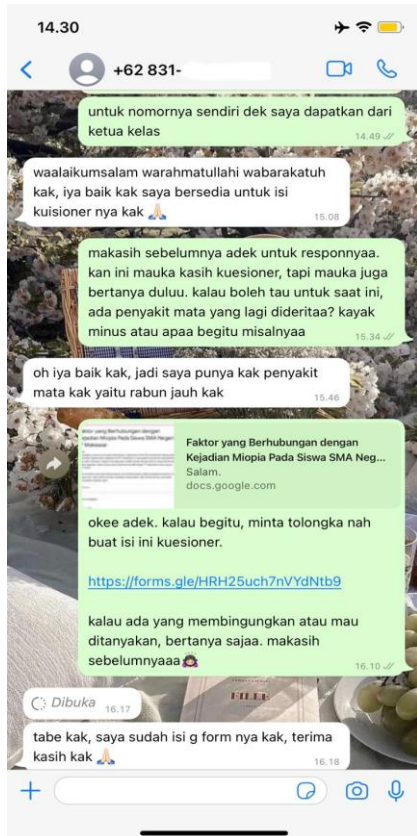 14.30
+62 831-
untuk nomornya sendiri dek saya dapatkan dari
ketua kelas
14.49
waalaikumsalam warahmatullahi wabarakatuh
kak, iya baik kak saya bersedia untuk isi
kuisioner nya kak 🙏🏻
15.08
makasih sebelumnya adek untuk responnyaa.
kan ini mauka kasih kuesioner, tapi mauka juga
bertanya duluu. kalau boleh tau untuk saat ini,
ada penyakit mata yang lagi dideritaa? kayak
minus atau apaa begitu misalnyaa
15.34
oh iya baik kak, jadi saya punya kak penyakit
mata kak yaitu rabun jauh kak
15.46
Faktor yang Berhubungan dengan
Kejadian Miopia Pada Siswa SMA Neg...
Salam.
docs.google.com
okee adek. kalau begitu, minta tolongka nah
buat isi ini kuesioner.
https://forms.gle/HRH25uch7nVYdNtb9
kalau ada yang membingungkan atau mau
ditanyakan, bertanya sajaa. makasih
sebelumnyaaa🙇🏻‍♀️
16.10
Dibuka 16.17
tabe kak, saya sudah isi g form nya kak, terima
kasih kak 🙏🏻
16.18